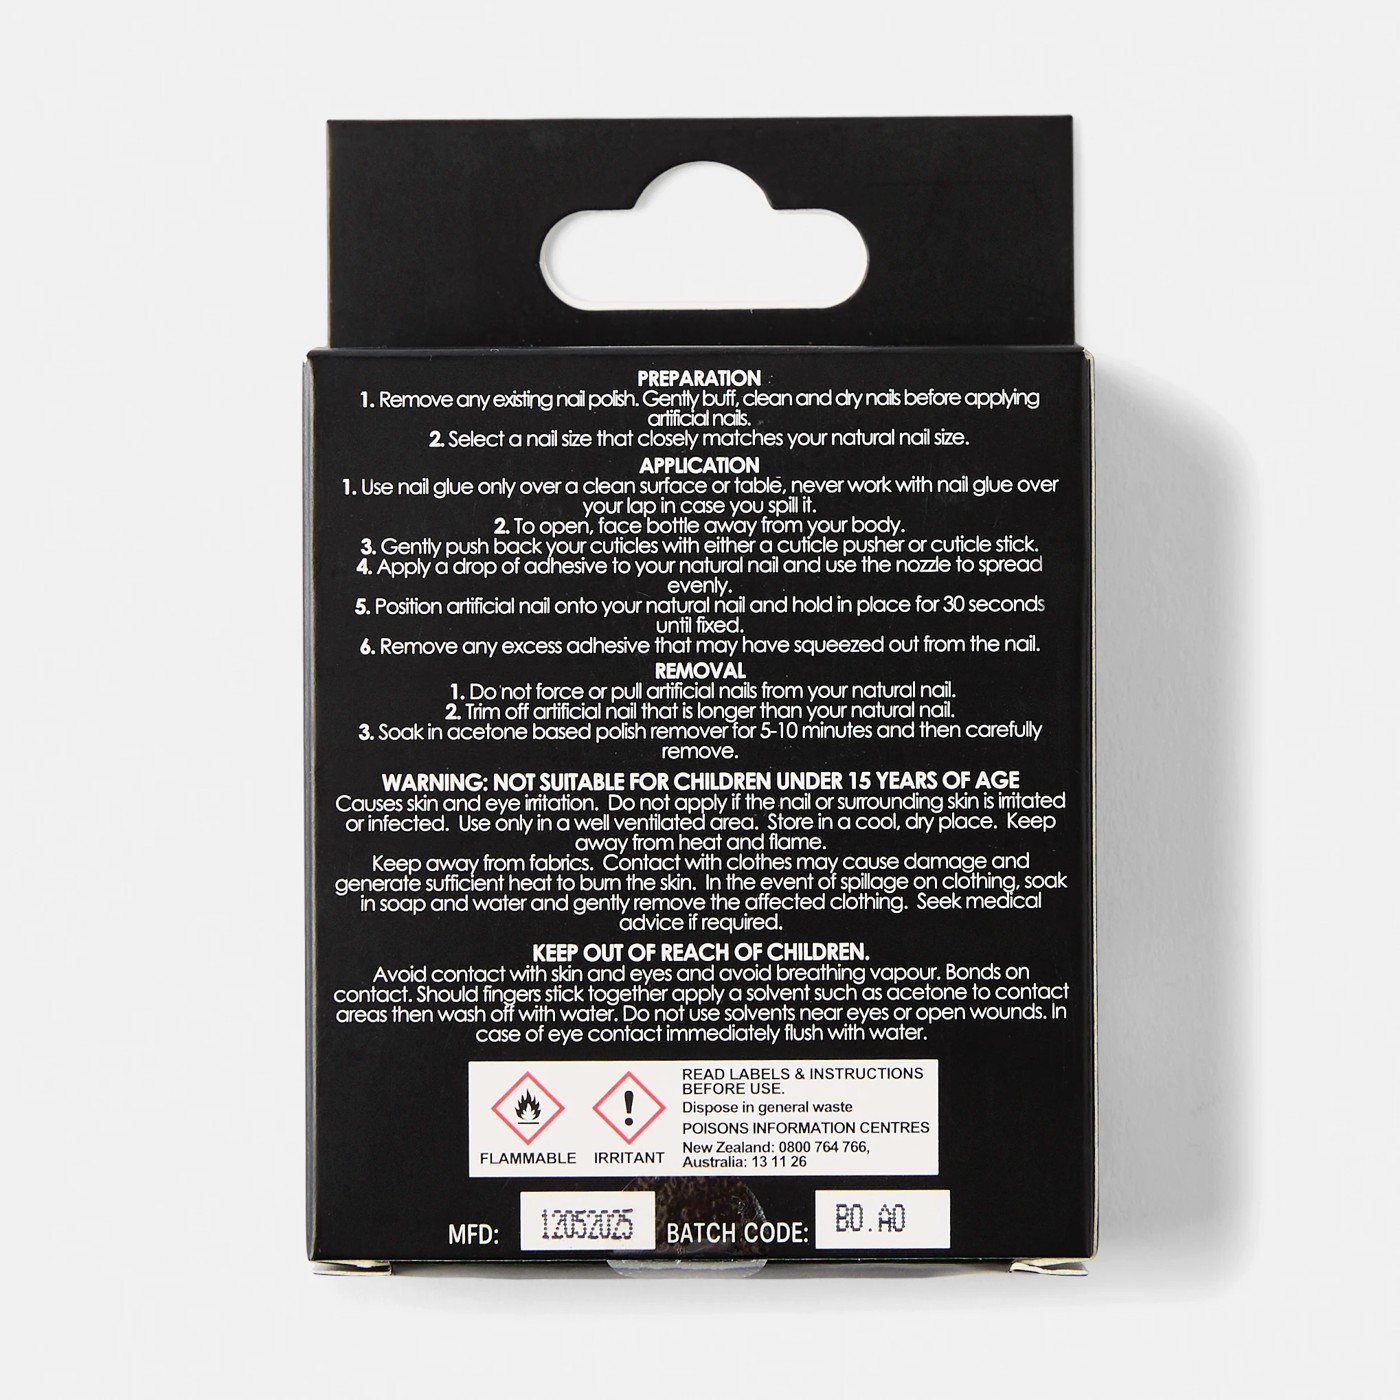 PREPARATION
1. Remove any existing nail polish. Gently buff, clean and dry nails before applying
artificial nails.
2. Select a nail size that closely matches your natural nail size.
APPLICATION
1. Use nail glue only over a clean surface or table, never work with nail glue over
your lap in case you spill it.
2. To open, face bottle away from your body.
3. Gently push back your cuticles with either a cuticle pusher or cuticle stick.
4. Apply a drop of adhesive to your natural nail and use the nozzle to spread
evenly.
5. Position artificial nail onto your natural nail and hold in place for 30 seconds
until fixed.
6. Remove any excess adhesive that may have squeezed out from the nail.
REMOVAL
1. Do not force or pull artificial nails from your natural nail.
2. Trim off artificial nail that is longer than your natural nail.
3. Soak in acetone based polish remover for 5-10 minutes and then carefully
remove.
WARNING: NOT SUITABLE FOR CHILDREN UNDER 15 YEARS OF AGE
Causes skin and eye irritation. Do not apply if the nail or surrounding skin is irritated
or infected. Use only in a well ventilated area. Store in a cool, dry place. Keep
away from heat and flame.
Keep away from fabrics. Contact with clothes may cause damage and
generate sufficient heat to burn the skin. In the event of spillage on clothing, soak
in soap and water and gently remove the affected clothing. Seek medical
advice if required.
KEEP OUT OF REACH OF CHILDREN.
Avoid contact with skin and eyes and avoid breathing vapour. Bonds on
contact. Should fingers stick together apply a solvent such as acetone to contact
areas then wash off with water. Do not use solvents near eyes or open wounds. In
case of eye contact immediately flush with water.
READ LABELS & INSTRUCTIONS
BEFORE USE.
Dispose in general waste
POISONS INFORMATION CENTRES
New Zealand: 0800 764 766,
Australia: 13 11 26
FLAMMABLE IRRITANT
MFD: 12052025 BATCH CODE: BO.AO